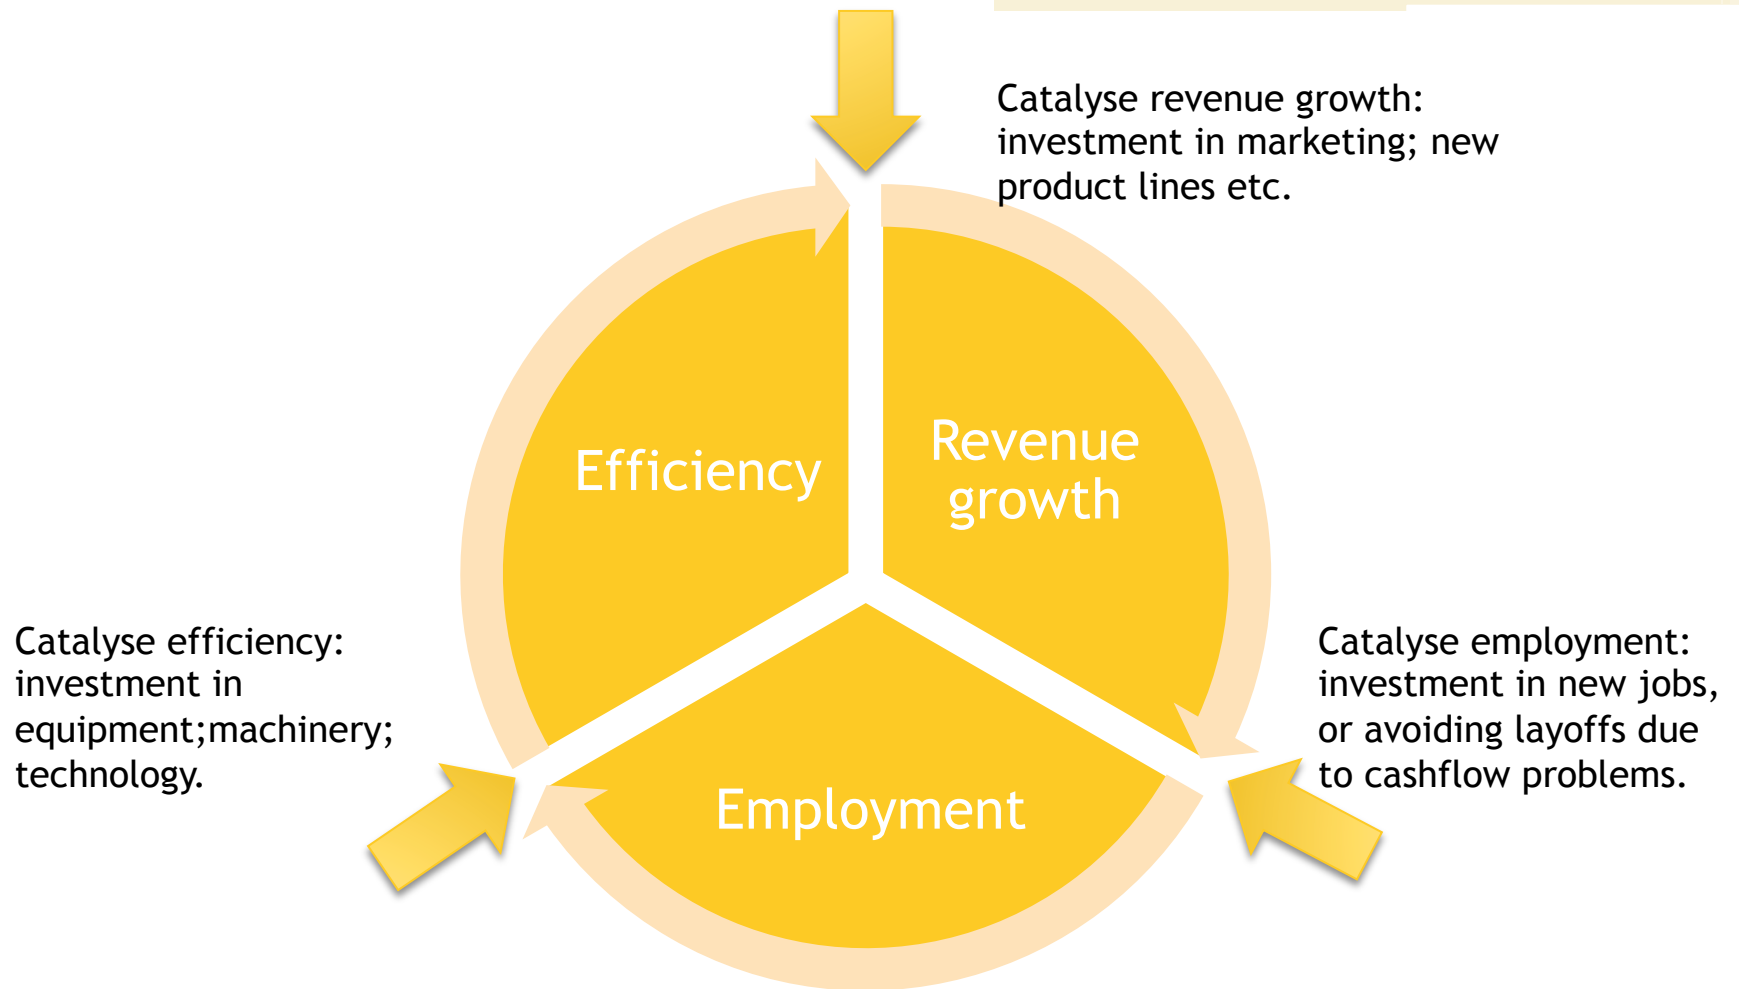 Catalyse revenue growth:
investment in marketing; new
product lines etc.
Efficiency
Revenue
growth
Catalyse efficiency:
investment in
equipment;machinery;
technology.
Catalyse employment:
investment in new jobs,
or avoiding layoffs due
to cashflow problems.
Employment